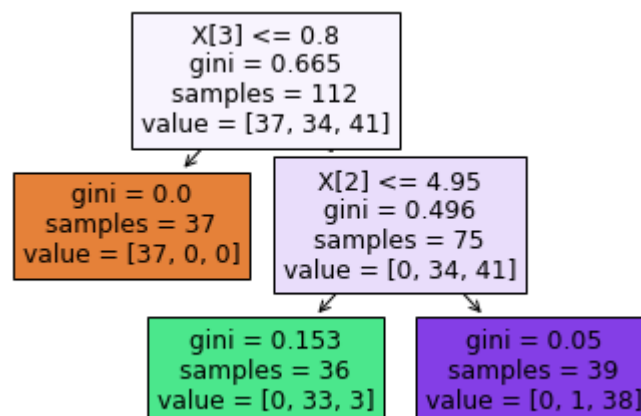 X[3] <= 0.8
gini = 0.665
samples = 112
value = [37, 34, 41]
gini = 0.0
samples = 37
value = [37, 0, 0]
X[2] <= 4.95
gini = 0.496
samples = 75
value = [0, 34, 41]
gini = 0.153
samples = 36
value = [0, 33, 3]
gini = 0.05
samples = 39
value = [0, 1, 38]